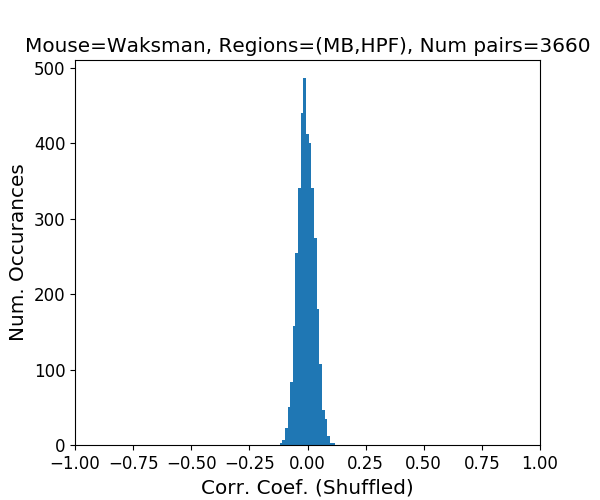 Mouse=Waksman, Regions=(MB,HPF), Num pairs=3660
500
400
300
200
100
0
Num. Occurances
−1.00 −0.75 −0.50 −0.25 0.00 0.25 0.50 0.75 1.00
Corr. Coef. (Shuffled)